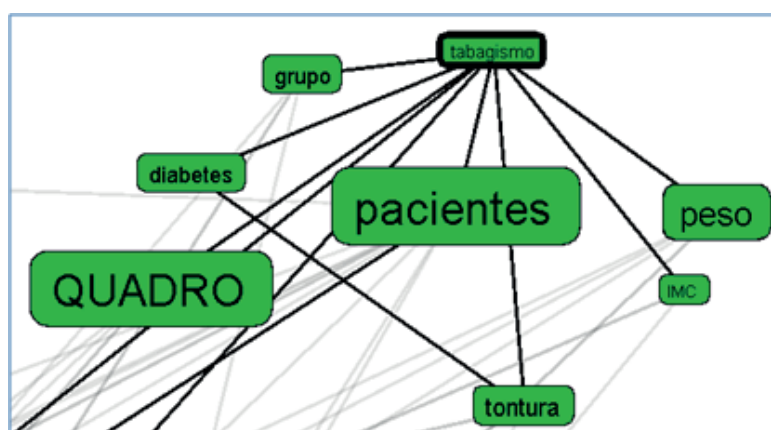 tabagismo
grupo
diabetes
pacientes
peso
QUADRO
IMC
tontura